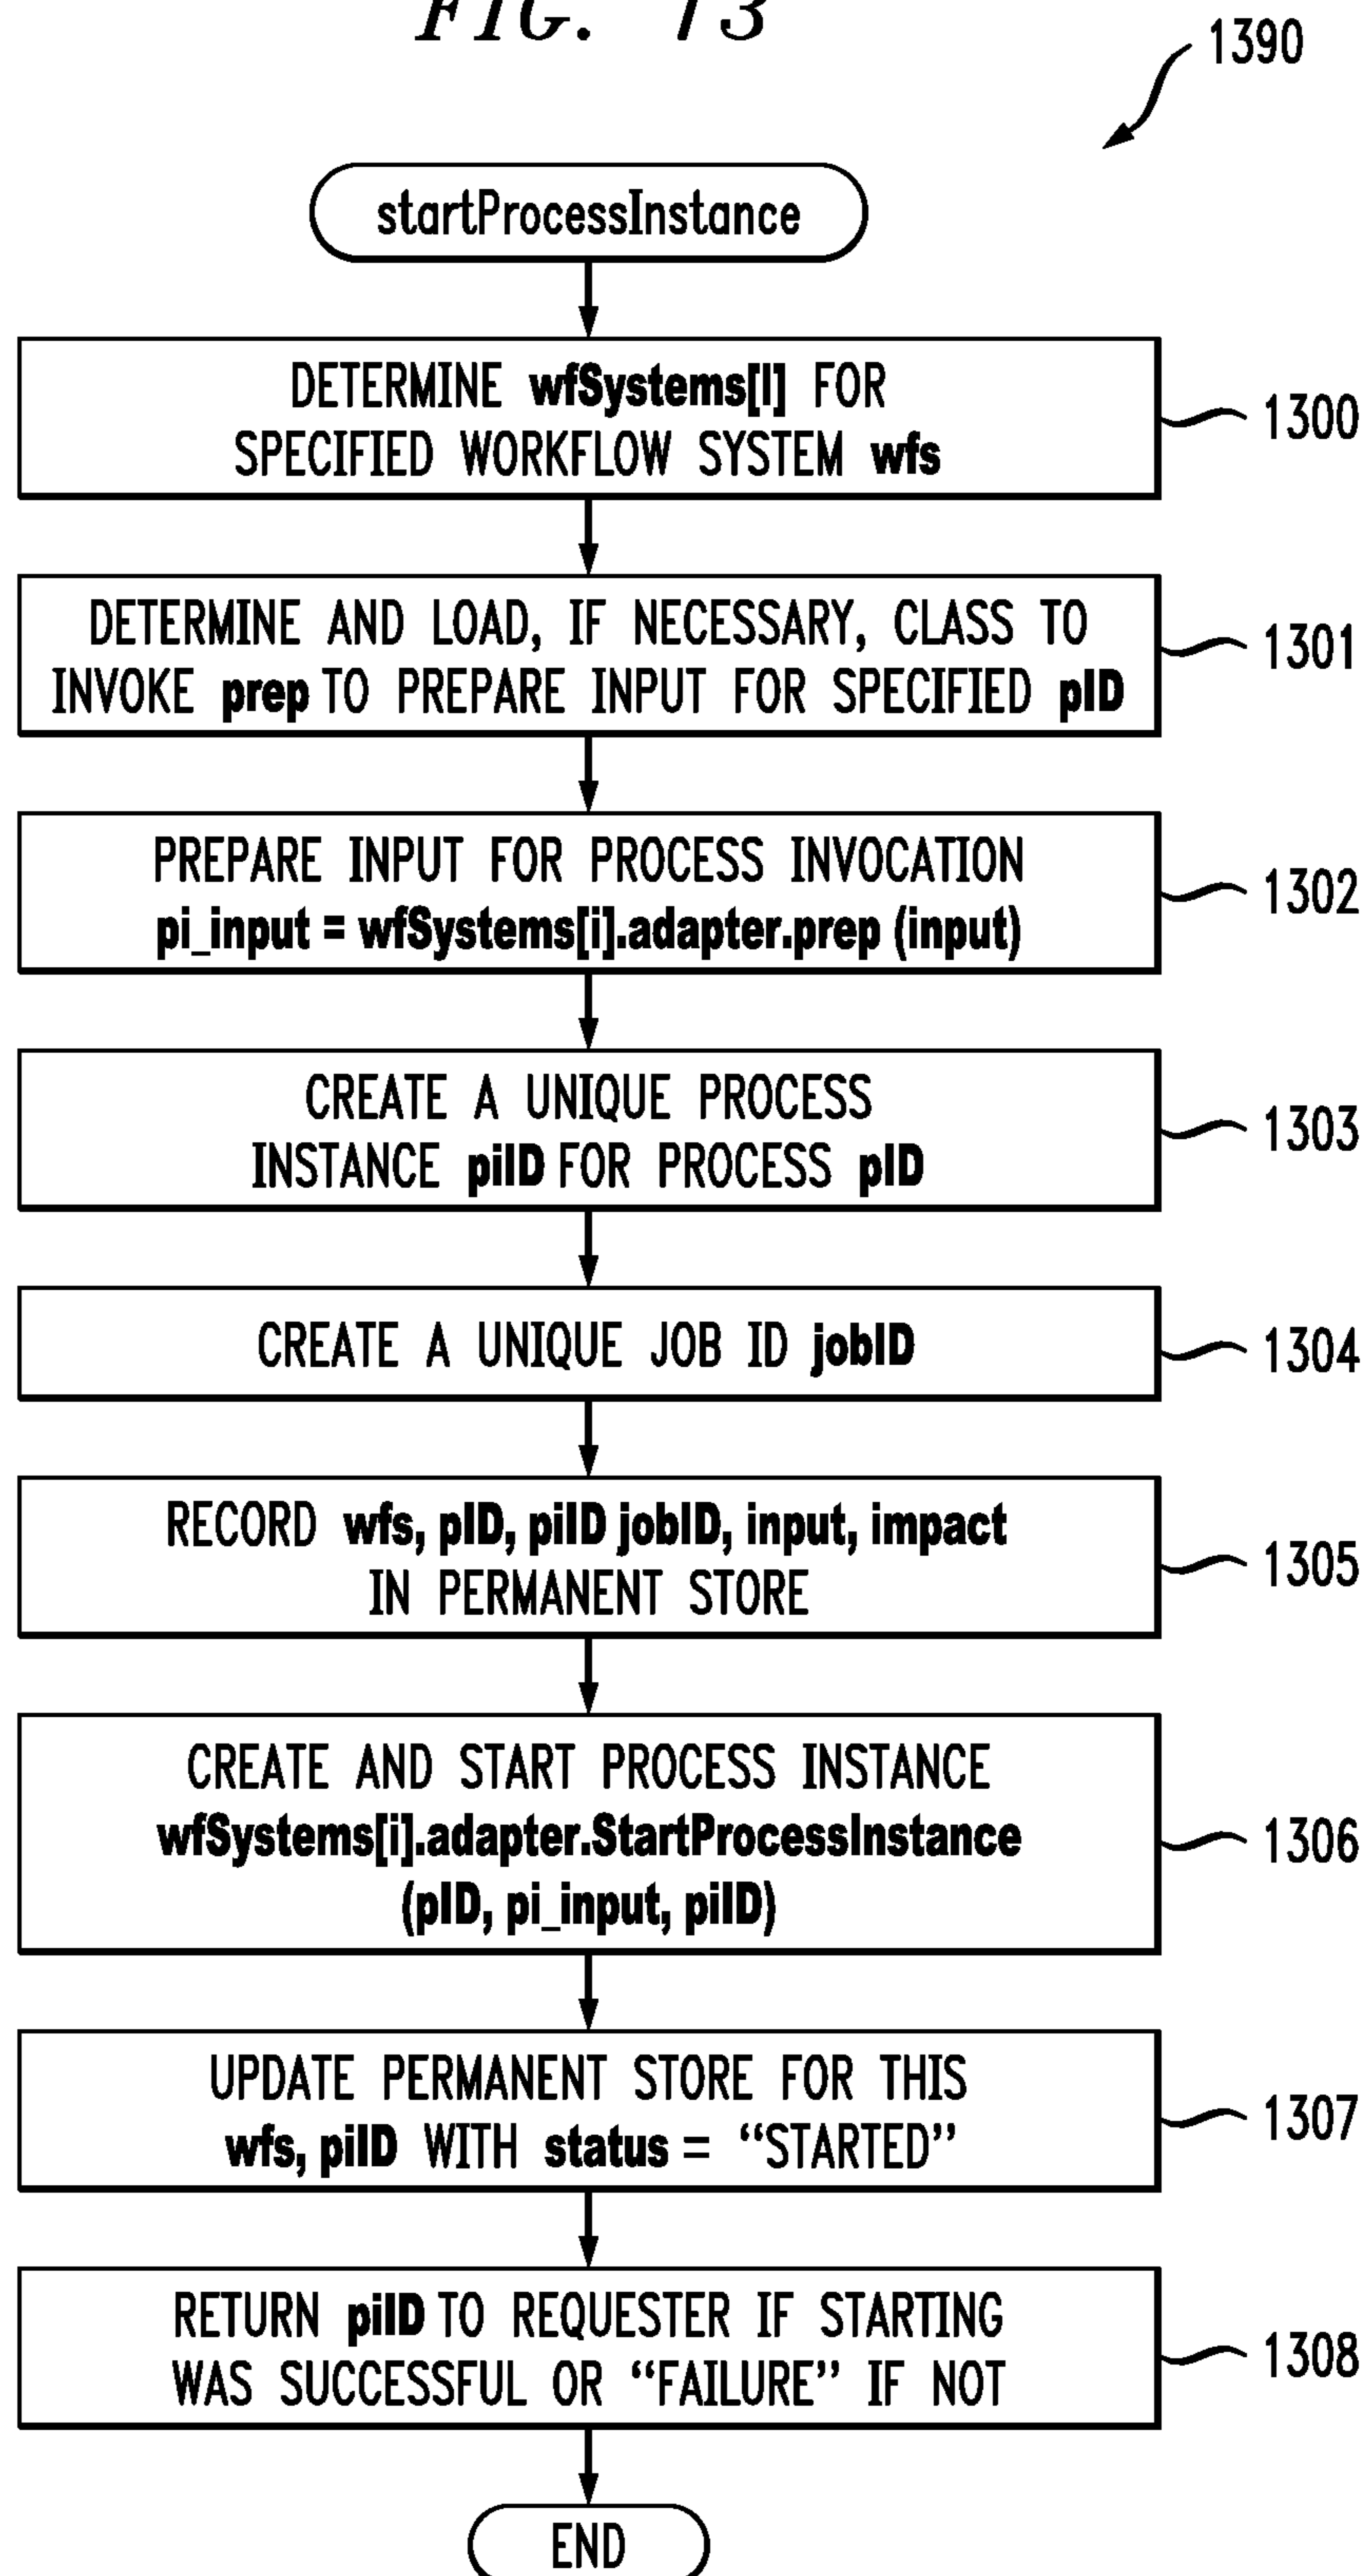 FIG. 13
1390
startProcessInstance
DETERMINE wfSystems[I] FOR
SPECIFIED WORKFLOW SYSTEM wfs
1300
DETERMINE AND LOAD, IF NECESSARY, CLASS TO
INVOKE prep TO PREPARE INPUT FOR SPECIFIED pID
1301
PREPARE INPUT FOR PROCESS INVOCATION
pi_input = wfSystems[i].adapter.prep (input)
1302
CREATE A UNIQUE PROCESS
INSTANCE piID FOR PROCESS pID
1303
CREATE A UNIQUE JOB ID jobID
1304
RECORD wfs, pID, piID jobID, input, impact
IN PERMANENT STORE
1305
CREATE AND START PROCESS INSTANCE
wfSystems[i].adapter.StartProcessInstance
(pID, pi_input, piID)
1306
UPDATE PERMANENT STORE FOR THIS
wfs, piID WITH status = “STARTED”
1307
RETURN piID TO REQUESTER IF STARTING
WAS SUCCESSFUL OR “FAILURE” IF NOT
1308
END